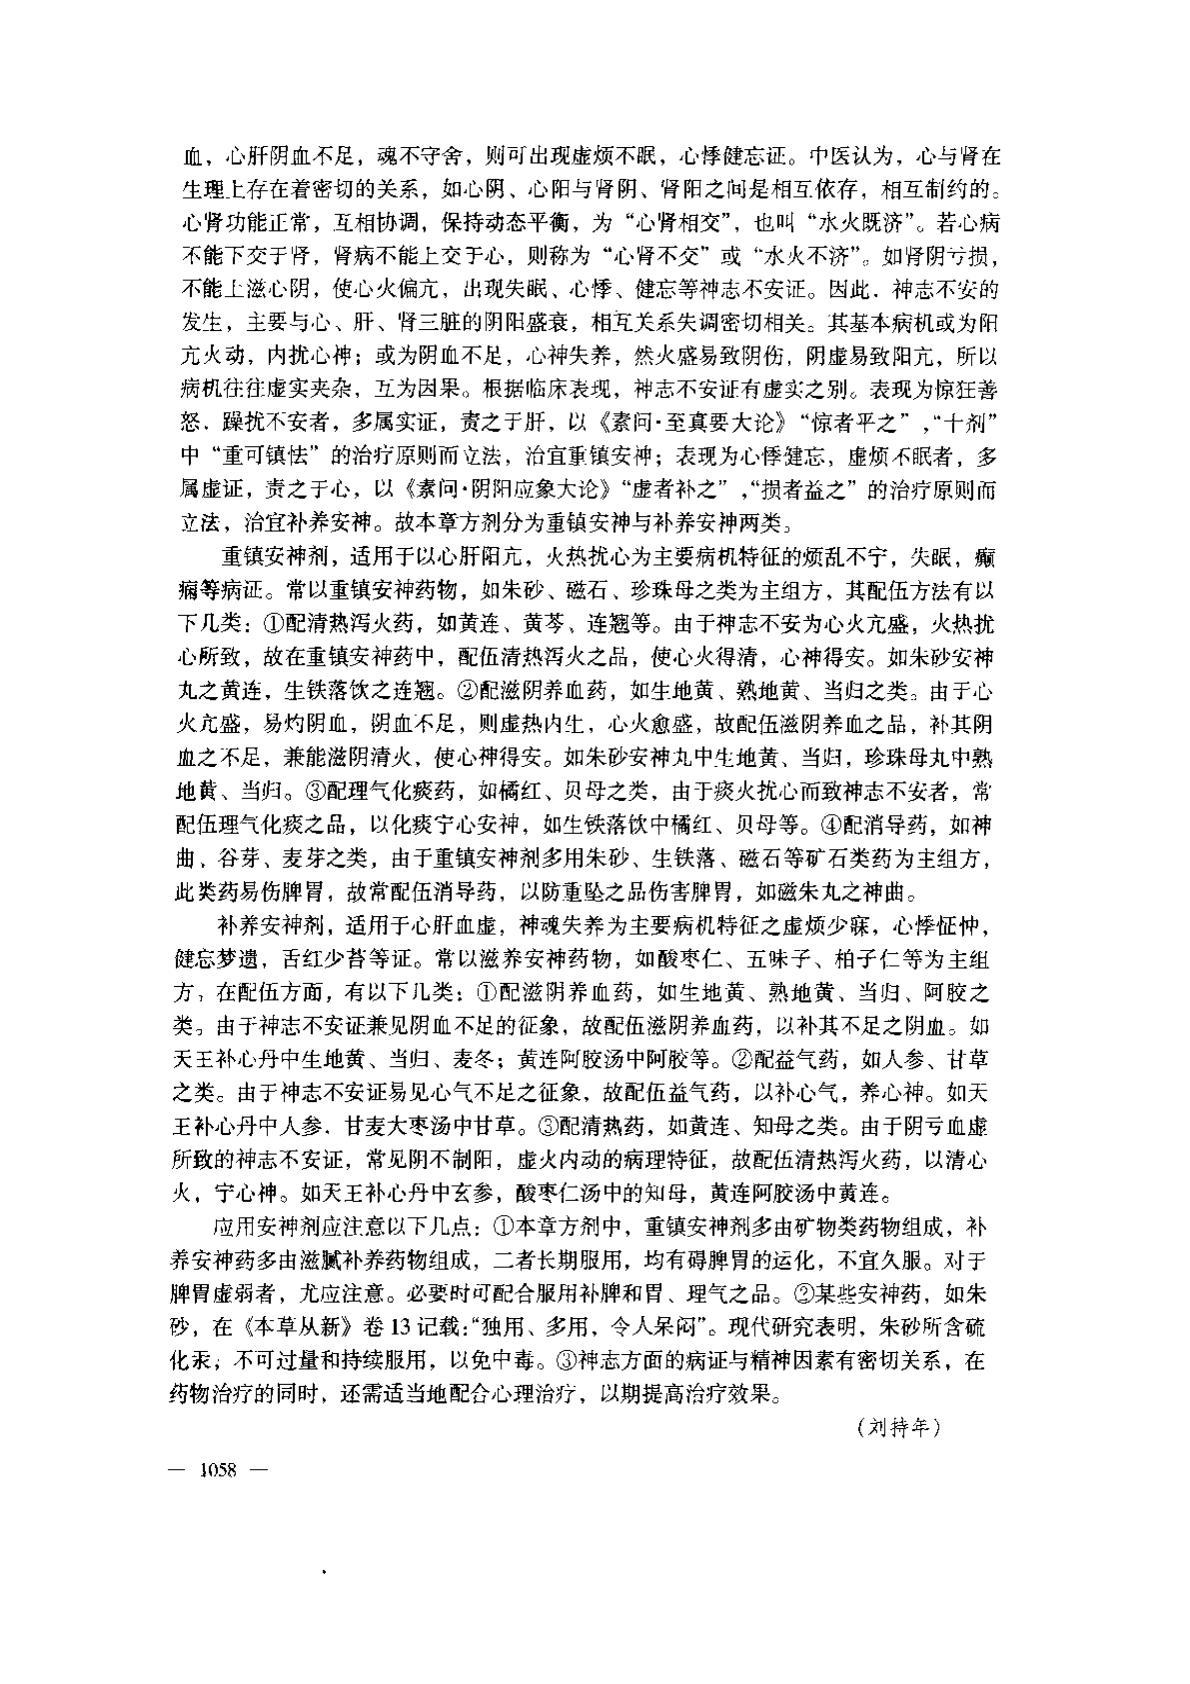 血，心肝阴血不足，魂不守舍，则可出现虚烦不眠，心悸健忘证。中医认为，心与肾在
生理上存在着密切的关系，如心阴、心阳与肾阴、肾阳之间是相互依存，相互制约的。
心肾功能正常，互相协调，保持动态平衡，为“心肾相交”，也叫“水火既济”。若心病
不能下交于肾，肾病不能上交于心，则称为“心肾不交”或“水火不济”。如肾阴亏损，
不能上滋心阴，使心火偏亢，出现失眠、心悸、健忘等神志不安证。因此．神志不安的
发生，主要与心、肝、肾三脏的阴阳盛衰，相互关系失调密切相关。其基本病机或为阳
亢火动，内扰心神；或为阴血不足，心神失养，然火盛易致阴伤，阴虚易致阳亢，所以
病机往往虚实夹杂，互为因果。根据临床表现，神志不安证有虚实之别。表现为惊狂善
怒．躁扰不安者，多属实证，责之于肝，以《素问·至真要大论》“惊者平之”，“十剂”
中“重可镇怯”的治疗原则而立法，治宜重镇安神；表现为心悸健忘，虚烦不眠者，多
属虚证，责之于心，以《素问·阴阳应象大论》“虚者补之”，“损者益之”的治疗原则而
立法，治宜补养安神。故本章方剂分为重镇安神与补养安神两类。
重镇安神剂，适用于以心肝阳亢，火热扰心为主要病机特征的烦乱不宁，失眠，癫
痫等病证。常以重镇安神药物，如朱砂、磁石、珍珠母之类为主组方，其配伍方法有以
下几类：①配清热泻火药，如黄连、黄芩、连翘等。由于神志不安为心火亢盛，火热扰
心所致，故在重镇安神药中，配伍清热泻火之品，使心火得清，心神得安。如朱砂安神
丸之黄连，生铁落饮之连翘。②配滋阴养血药，如生地黄、熟地黄、当归之类。由于心
火亢盛，易灼阴血，阴血不足，则虚热内生，心火愈盛，故配伍滋阴养血之品，补其阴
血之不足，兼能滋阴清火，使心神得安。如朱砂安神丸中生地黄、当归，珍珠母丸中熟
地黄、当归。③配理气化痰药，如橘红、贝母之类，由于痰火扰心而致神志不安者，常
配伍理气化痰之品，以化痰宁心安神，如生铁落饮中橘红、贝母等。④配消导药，如神
曲、谷芽、麦芽之类，由于重镇安神剂多用朱砂、生铁落、磁石等矿石类药为主组方，
此类药易伤脾胃，故常配伍消导药，以防重坠之品伤害脾胃，如磁朱丸之神曲。
补养安神剂，适用于心肝血虚，神魂失养为主要病机特征之虚烦少寐，心悸怔忡，
健忘梦遗，舌红少苔等证。常以滋养安神药物，如酸枣仁、五味子、柏子仁等为主组
方，在配伍方面，有以下几类：①配滋阴养血药，如生地黄、熟地黄、当归、阿胶之
类。由于神志不安证兼见阴血不足的征象，故配伍滋阴养血药，以补其不足之阴血。如
天王补心丹中生地黄、当归、麦冬；黄连阿胶汤中阿胶等。②配益气药，如人参、甘草
之类。由于神志不安证易见心气不足之征象，故配伍益气药，以补心气，养心神。如天
王补心丹中人参．甘麦大枣汤中甘草。③配清热药，如黄连、知母之类。由于阴亏血虚
所致的神志不安证，常见阴不制阳，虚火内动的病理特征，故配伍清热泻火药，以清心
火，宁心神。如天王补心丹中玄参，酸枣仁汤中的知母，黄连阿胶汤中黄连。
应用安神剂应注意以下几点：①本章方剂中，重镇安神剂多由矿物类药物组成，补
养安神药多由滋腻补养药物组成，二者长期服用，均有碍脾胃的运化，不宜久服。对于
脾胃虚弱者，尤应注意。必要时可配合服用补脾和胃、理气之品。②某些安神药，如朱
砂，在《本草从新》卷 13 记载：“独用、多用，令人呆闷”。现代研究表明，朱砂所含硫
化汞，不可过量和持续服用，以免中毒。③神志方面的病证与精神因素有密切关系，在
药物治疗的同时，还需适当地配合心理治疗，以期提高治疗效果。
（刘持年）
— 1058 —